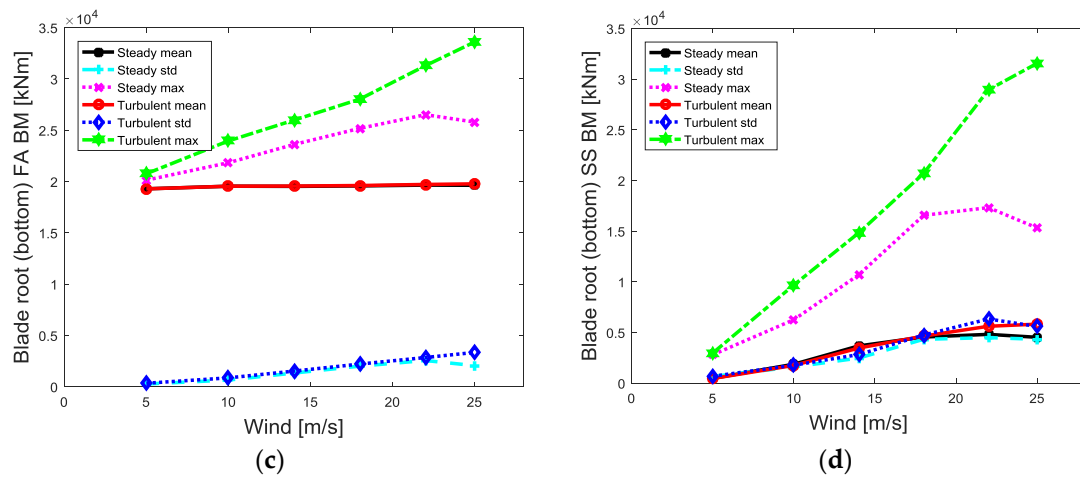 ×10⁴
3.5
3
2.5
2
1.5
1
0.5
0
Blade root (bottom) FA BM [kNm]
Steady mean
Steady std
Steady max
Turbulent mean
Turbulent std
Turbulent max
0 5 10 15 20 25
Wind [m/s]
(c)
×10⁴
3.5
3
2.5
2
1.5
1
0.5
0
Blade root (bottom) SS BM [kNm]
Steady mean
Steady std
Steady max
Turbulent mean
Turbulent std
Turbulent max
0 5 10 15 20 25
Wind [m/s]
(d)